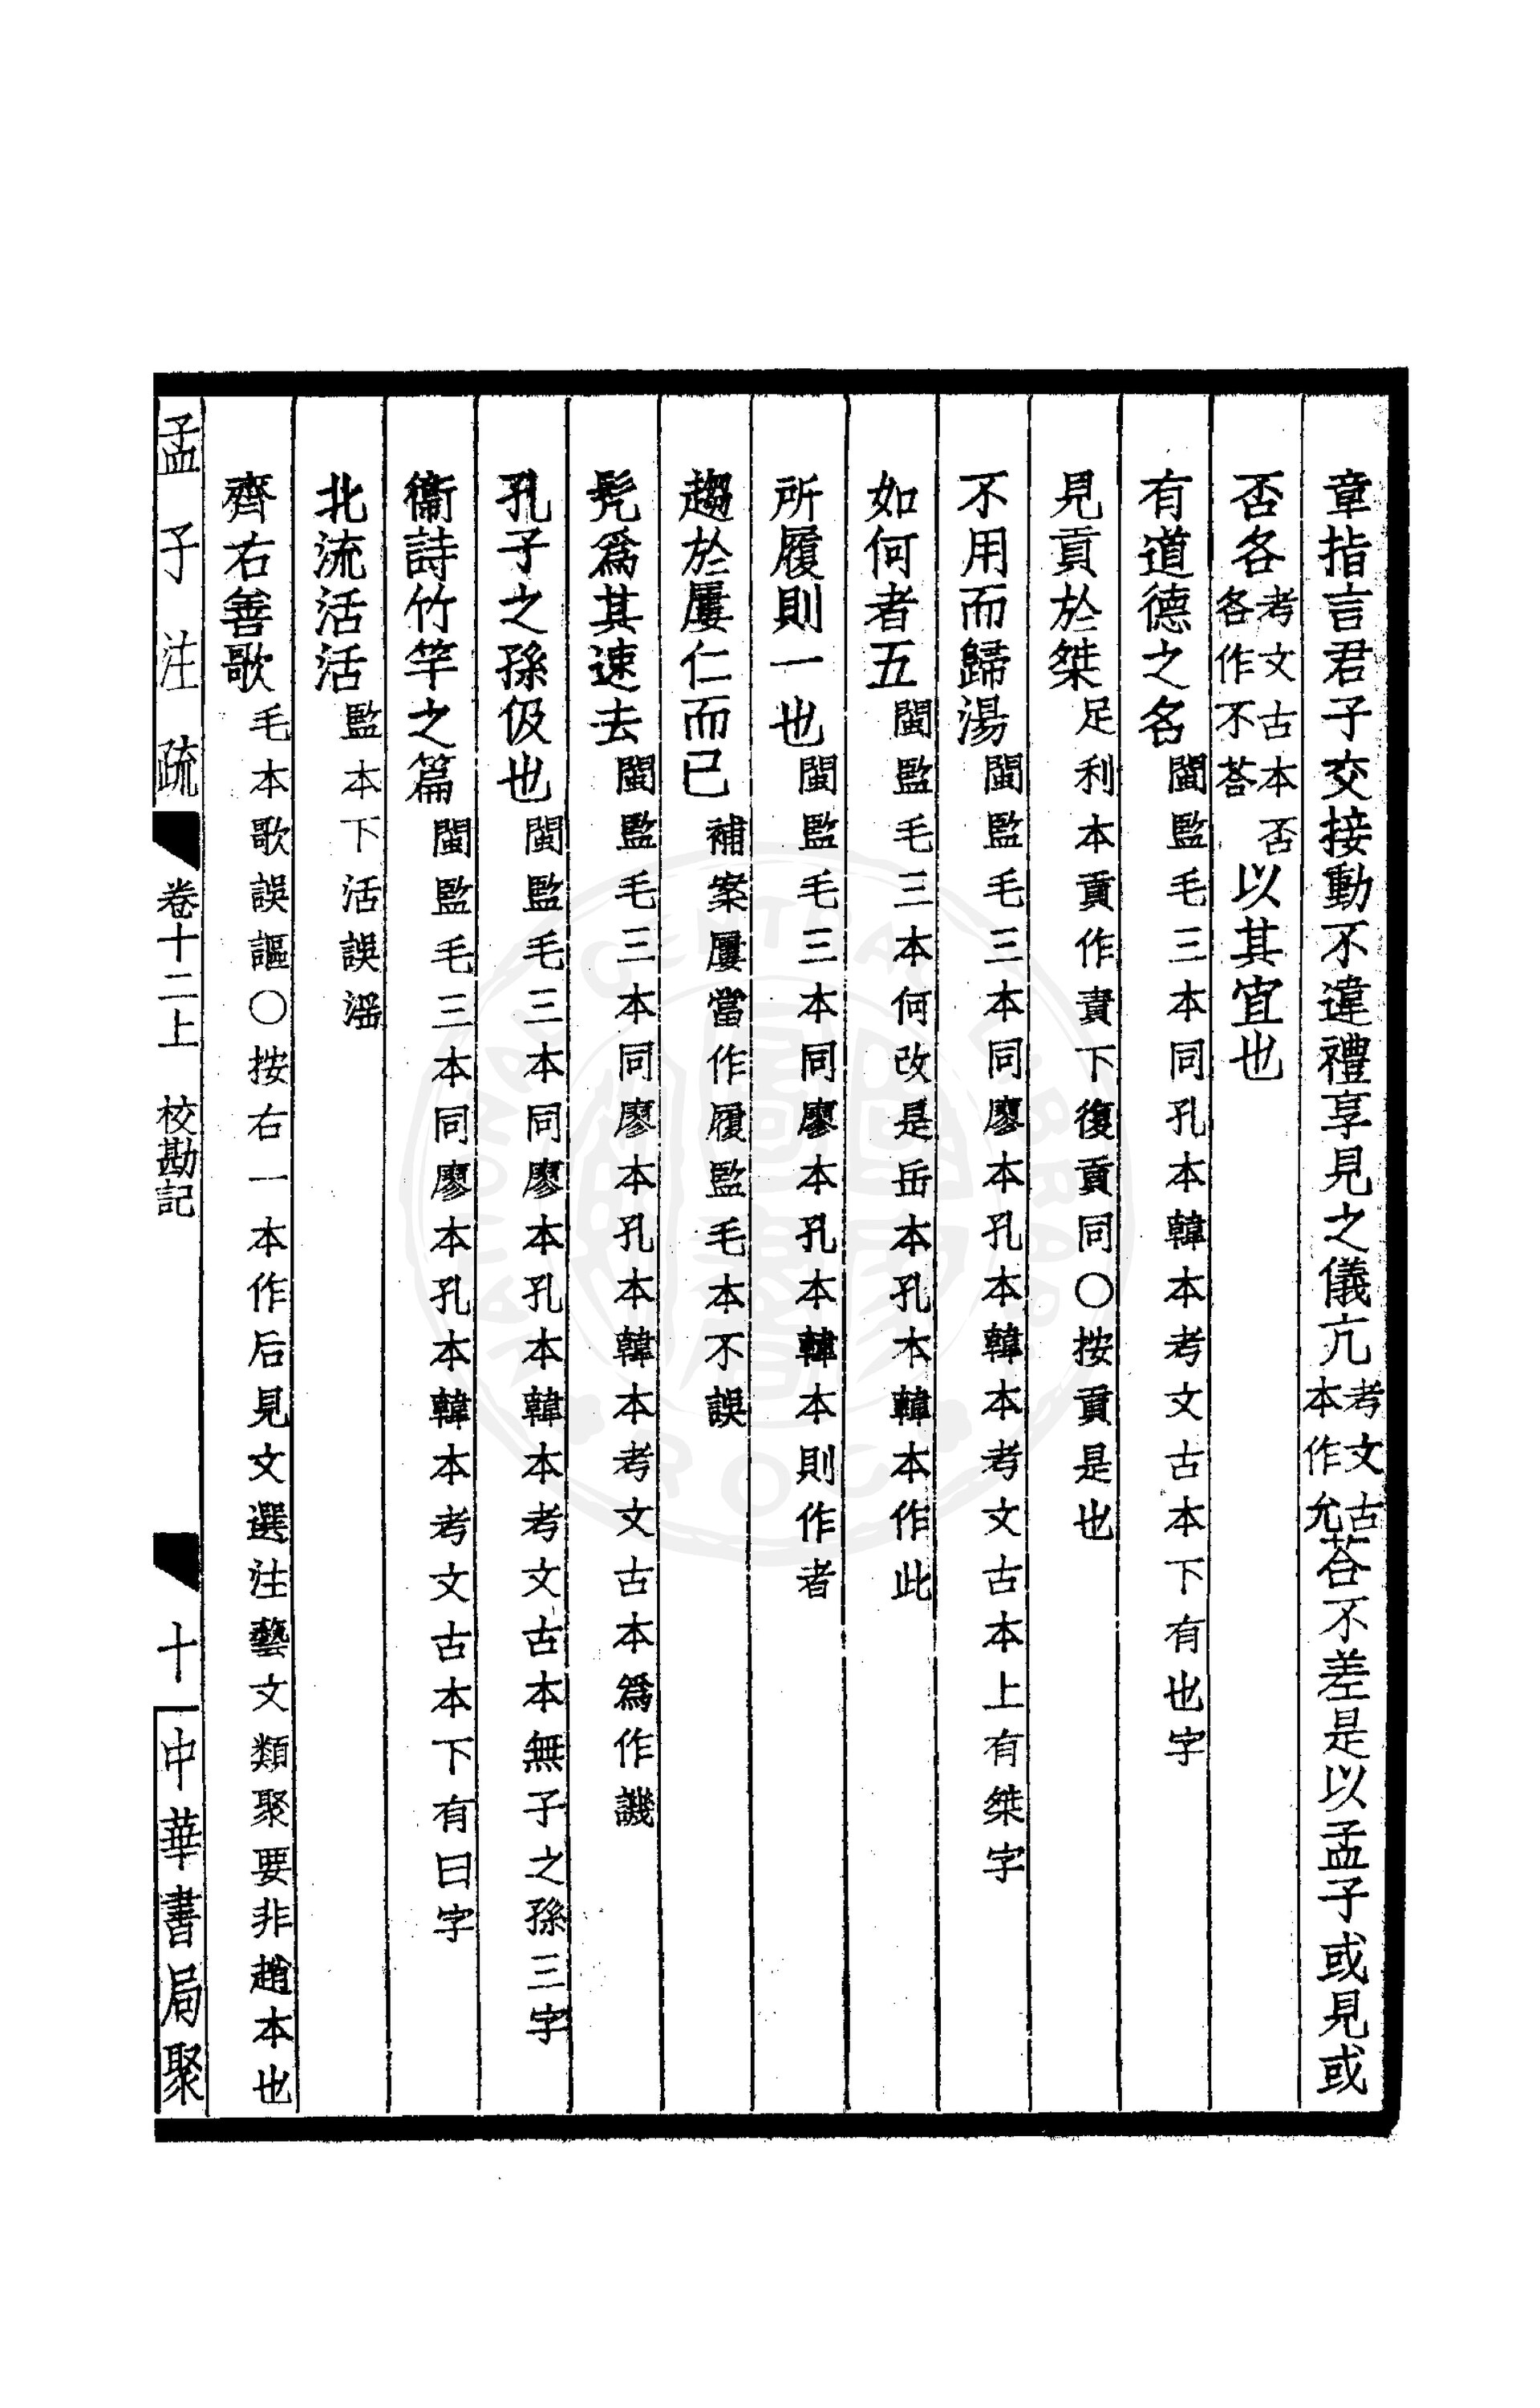 章指言君子交接動不違禮享見之儀亢考文古本作允荅不差是以孟子或見或
否各考文古本否各作不荅以其宜也
有道德之名閩監毛三本同孔本韓本考文古本下有也字
見貢於桀足利本貢作責下復貢同○按貢是也
不用而歸湯閩監毛三本同廖本孔本韓本考文古本上有桀字
如何者五閩監毛三本何改是岳本孔本韓本作此
所履則一也閩監毛三本同廖本孔本韓本則作者
趨於屨仁而已補案屨當作履監毛本不誤
髡為其速去閩監毛三本同廖本孔本韓本考文古本為作譏
孔子之孫伋也閩監毛三本同廖本孔本韓本考文古本無子之孫三字
衞詩竹竿之篇閩監毛三本同廖本孔本韓本考文古本下有曰字
北流活活監本下活誤滛
齊右善歌毛本歌誤謳○按右一本作后見文選注藝文類聚要非趙本也
孟子注疏 卷十二上 校勘記 十一 中華書局聚
NATIONAL CENTRAL LIBRARY R.O.C.